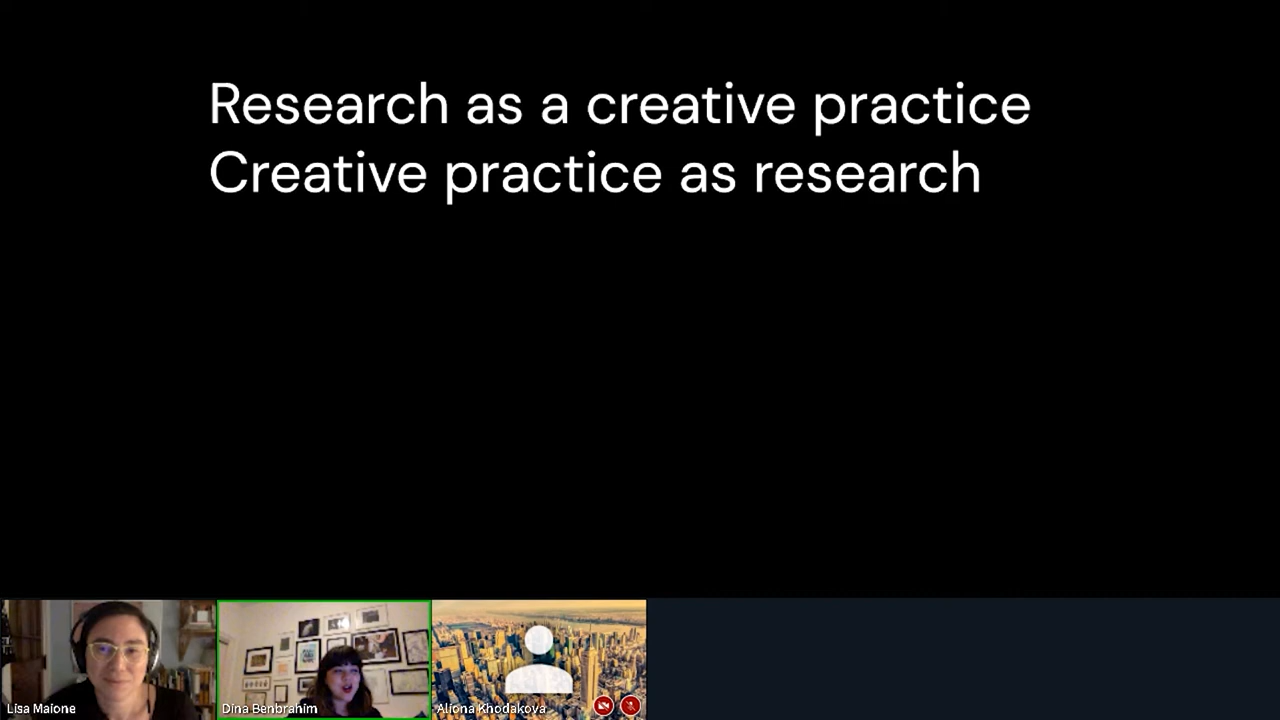 Research as a creative practice
Creative practice as research
Lisa Maione
Dina Benbrahim
Aliona Khodakova